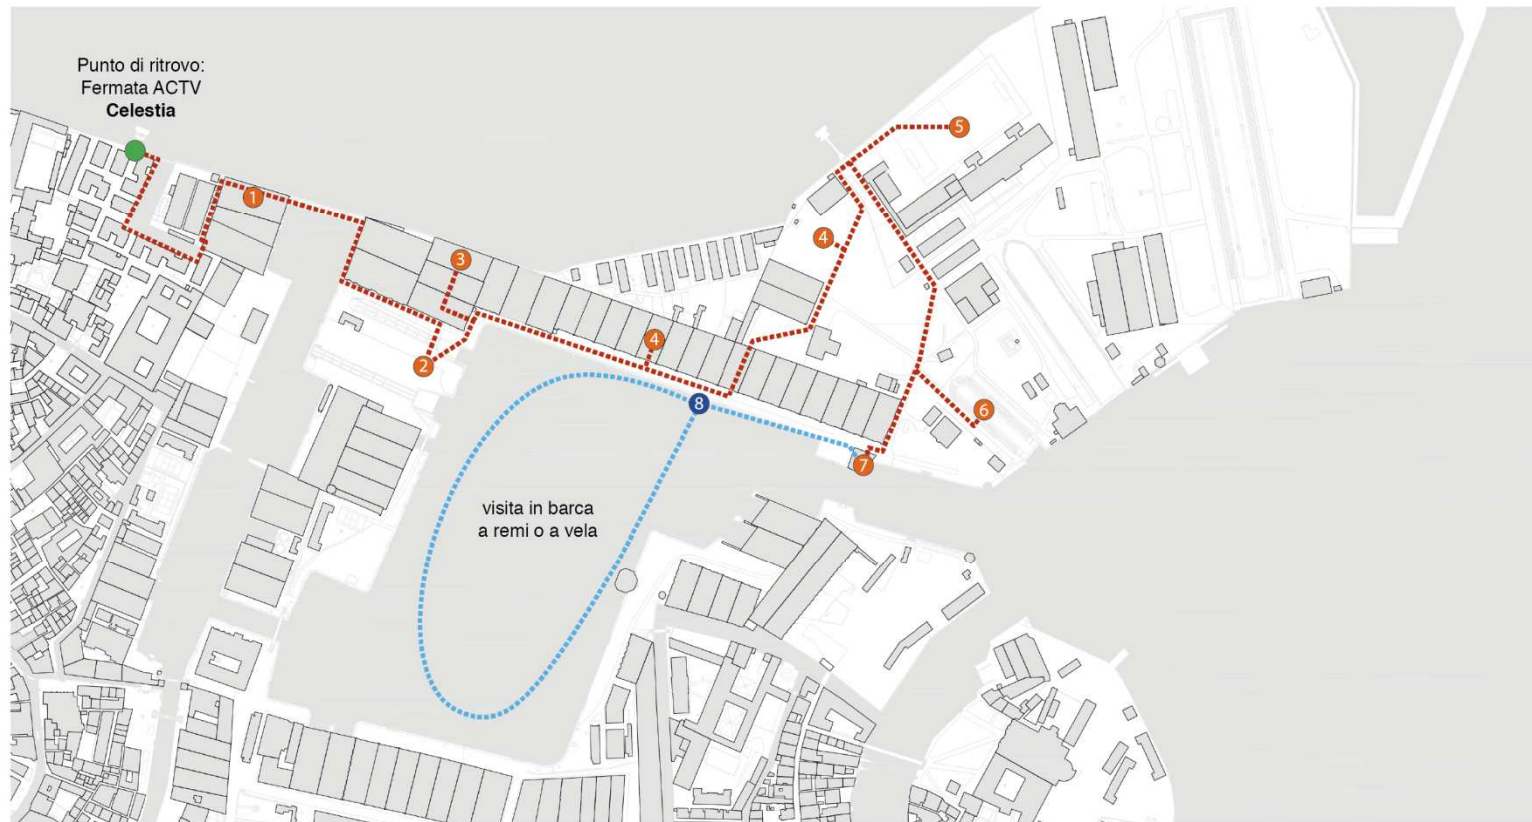 Punto di ritrovo:
Fermata ACTV
Celestia
1
5
4
3
4
2
8
6
7
visita in barca
a remi o a vela